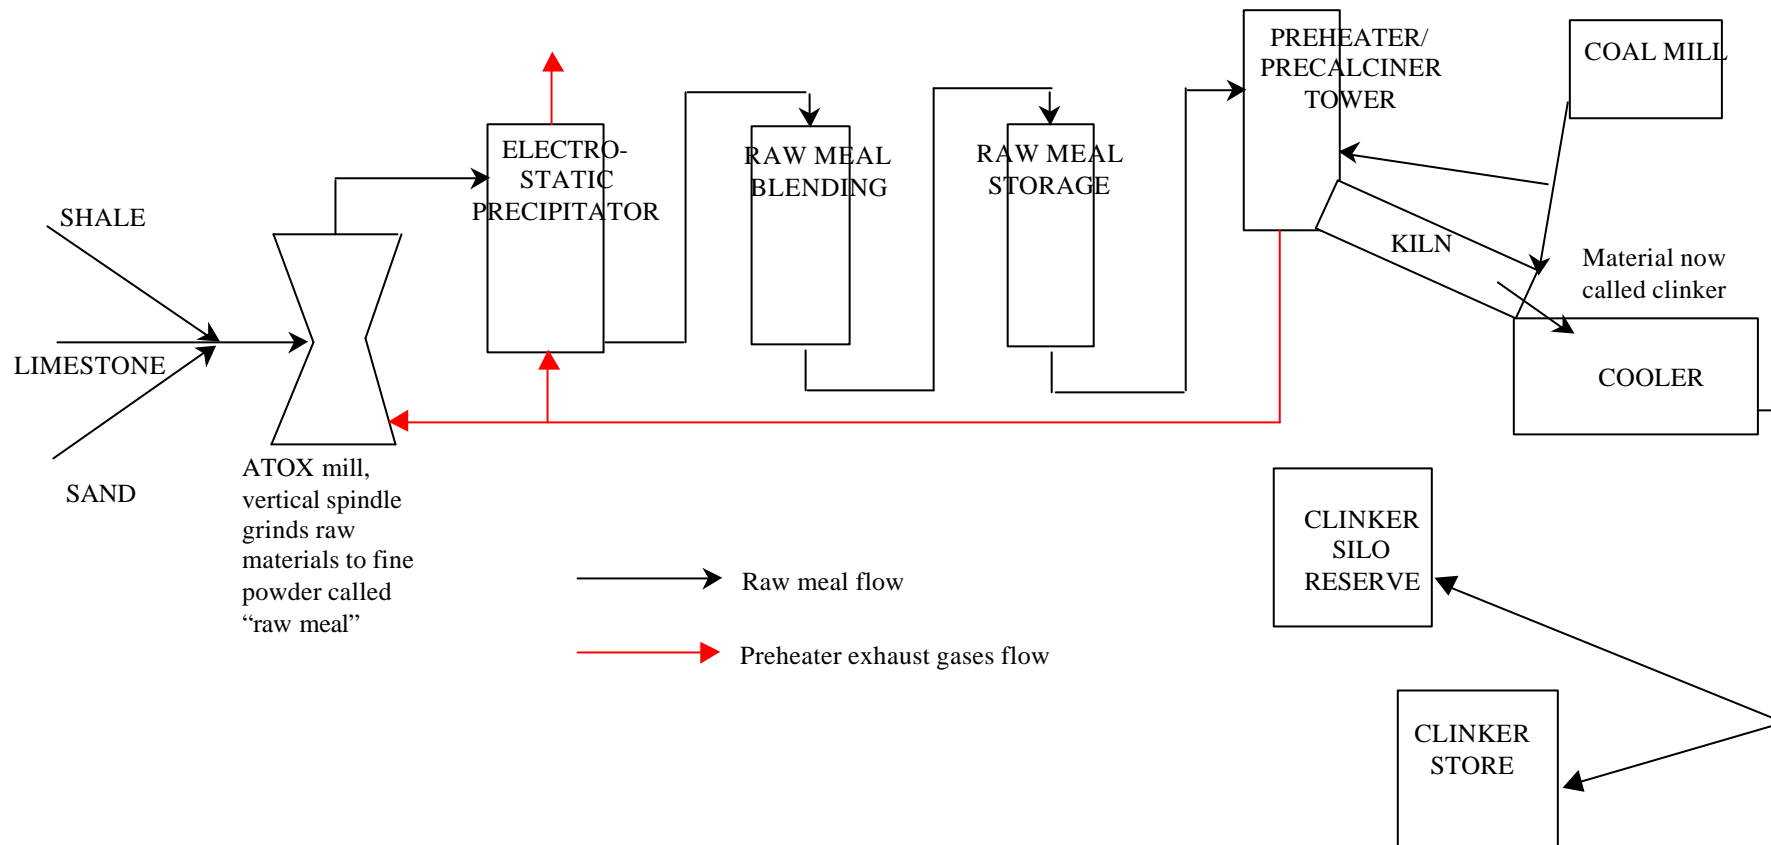 SHALE
LIMESTONE
SAND
ATOX mill,
vertical spindle
grinds raw
materials to fine
powder called
“raw meal”
ELECTRO-
STATIC
PRECIPITATOR
RAW MEAL
BLENDING
RAW MEAL
STORAGE
PREHEATER/
PRECALCINER
TOWER
COAL MILL
KILN
Material now
called clinker
COOLER
CLINKER
SILO
RESERVE
CLINKER
STORE
Raw meal flow
Preheater exhaust gases flow